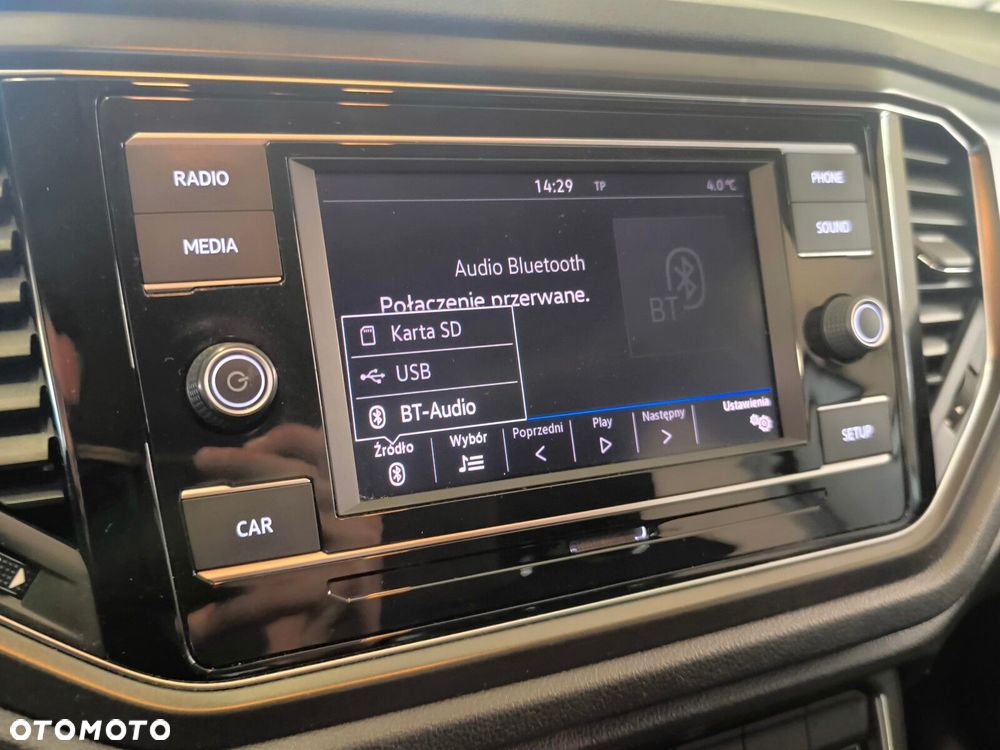 RADIO
MEDIA
CAR
14:29 TP 4.0°C
Audio Bluetooth
Połączenie przerwane.
BT
Karta SD
USB
BT-Audio
Źródło
Wybór
Poprzedni
Play
Następny
Ustawienia
PHONE
SOUND
SETUP
OTOMOTO